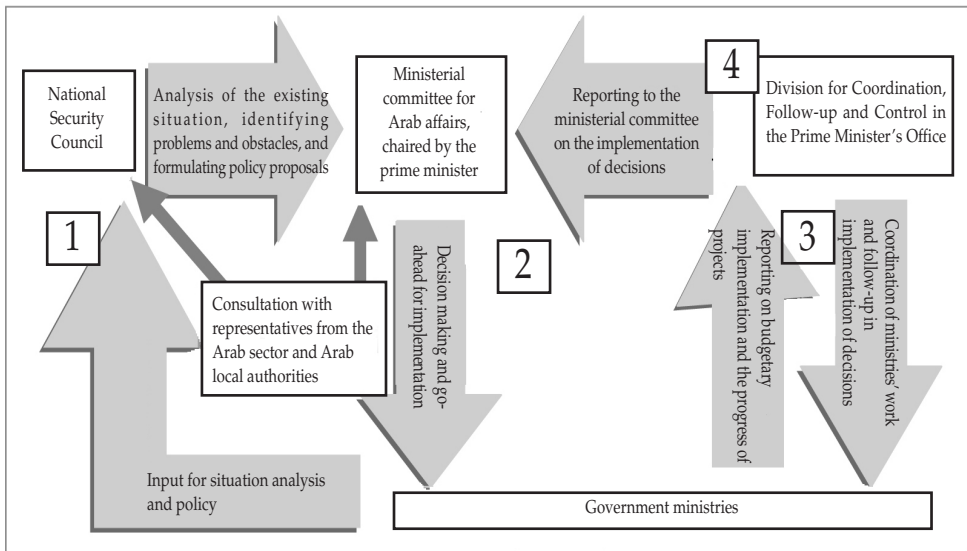 National
Security
Council
Analysis of the existing
situation, identifying
problems and obstacles, and
formulating policy proposals
Ministerial
committee for
Arab affairs,
chaired by the
prime minister
Reporting to the
ministerial committee
on the implementation
of decisions
4
Division for Coordination,
Follow-up and Control in
the Prime Minister's Office
1
Consultation with
representatives from the
Arab sector and Arab
local authorities
Decision making and go-
ahead for implementation
2
Reporting on budgetary
implementation and the progress of
projects
3
Coordination of ministries' work
and follow-up in
implementation of decisions
Input for situation analysis
and policy
Government ministries